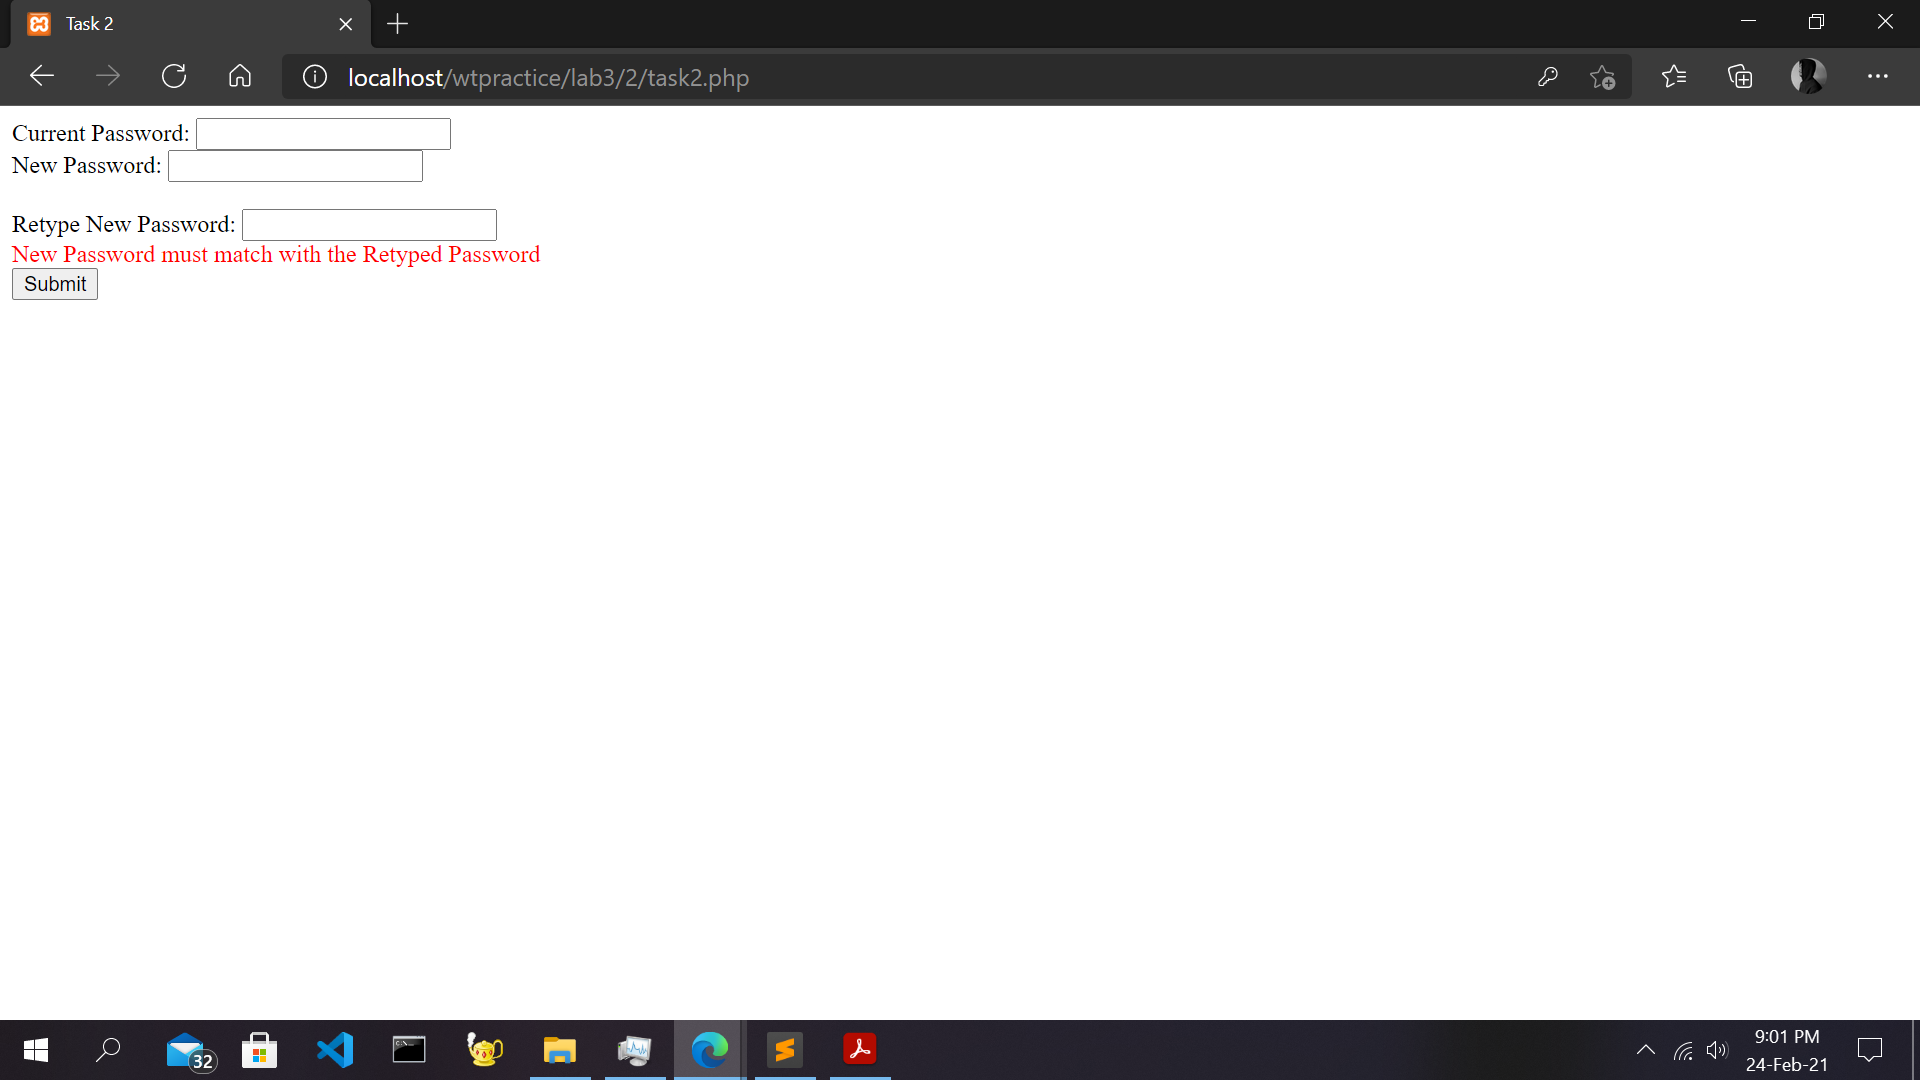 Task 2
localhost/wtpractice/lab3/2/task2.php
Current Password:
New Password:
Retype New Password:
New Password must match with the Retyped Password
Submit
32
9:01 PM
24-Feb-21